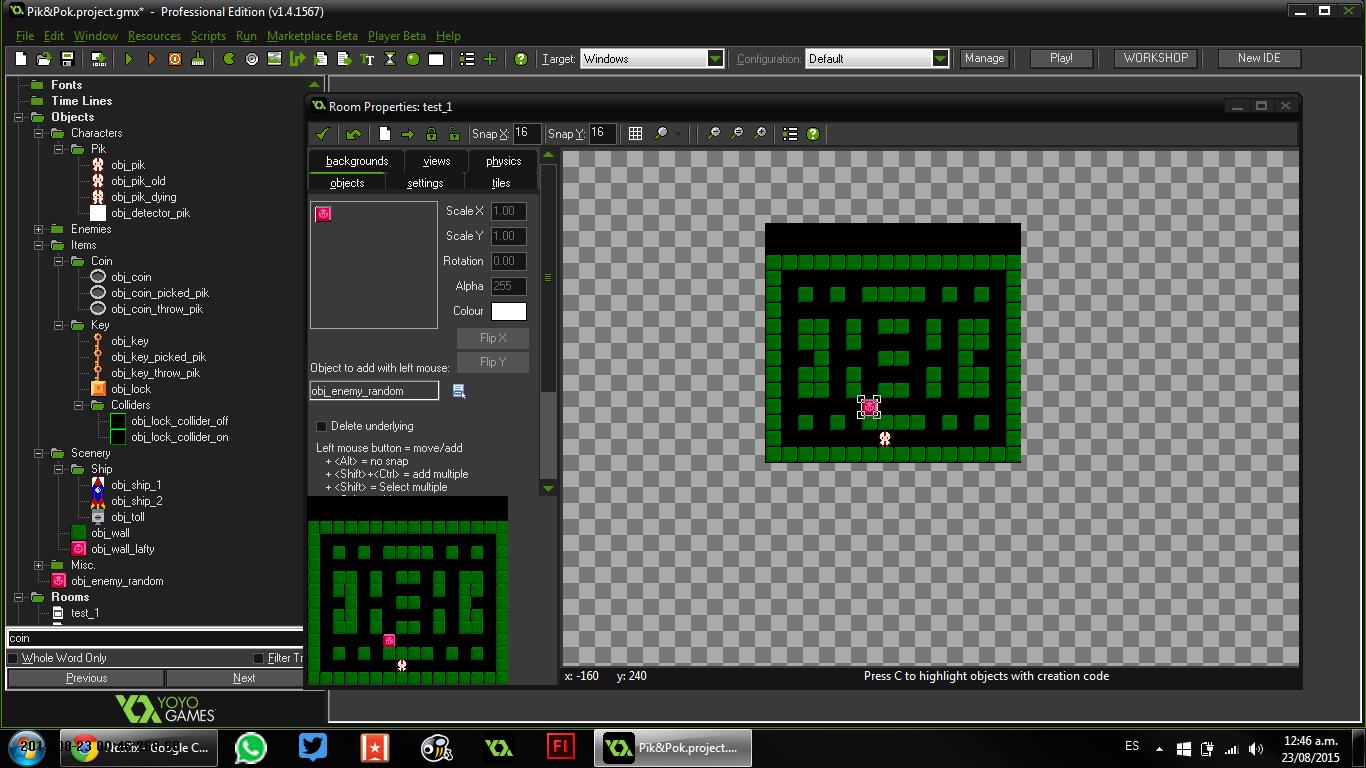 Pik&Pok.project.gmx* - Professional Edition (v1.4.1567)
File Edit Window Resources Scripts Run Marketplace Beta Player Beta Help
Target: Windows Configuration: Default Manage Play! WORKSHOP New IDE
Fonts
Time Lines
Objects
Characters
Pik
obj_pik
obj_pik_old
obj_pik_dying
obj_detector_pik
Enemies
Items
Coin
obj_coin
obj_coin_picked_pik
obj_coin_throw_pik
Key
obj_key
obj_key_picked_pik
obj_key_throw_pik
obj_lock
Colliders
obj_lock_collider_off
obj_lock_collider_on
Scenery
Ship
obj_ship_1
obj_ship_2
obj_toll
obj_wall
obj_wall_lafty
Misc.
obj_enemy_random
Rooms
test_1
coin
Whole Word Only Filter Tr
Previous Next
YOYO
GAMES
Room Properties: test_1
Snap X: 16 Snap Y: 16
backgrounds views physics
objects settings tiles
Scale X 1.00
Scale Y 1.00
Rotation 0.00
Alpha 255
Colour
Flip X
Flip Y
Object to add with left mouse:
obj_enemy_random
Delete underlying
Left mouse button = move/add
+ <Alt> = no snap
+ <Shift>+<Ctrl> = add multiple
+ <Shift> = Select multiple
x: -160 y: 240 Press C to highlight objects with creation code
Google C...
Fl
Pik&Pok.project....
ES
12:46 a.m.
23/08/2015